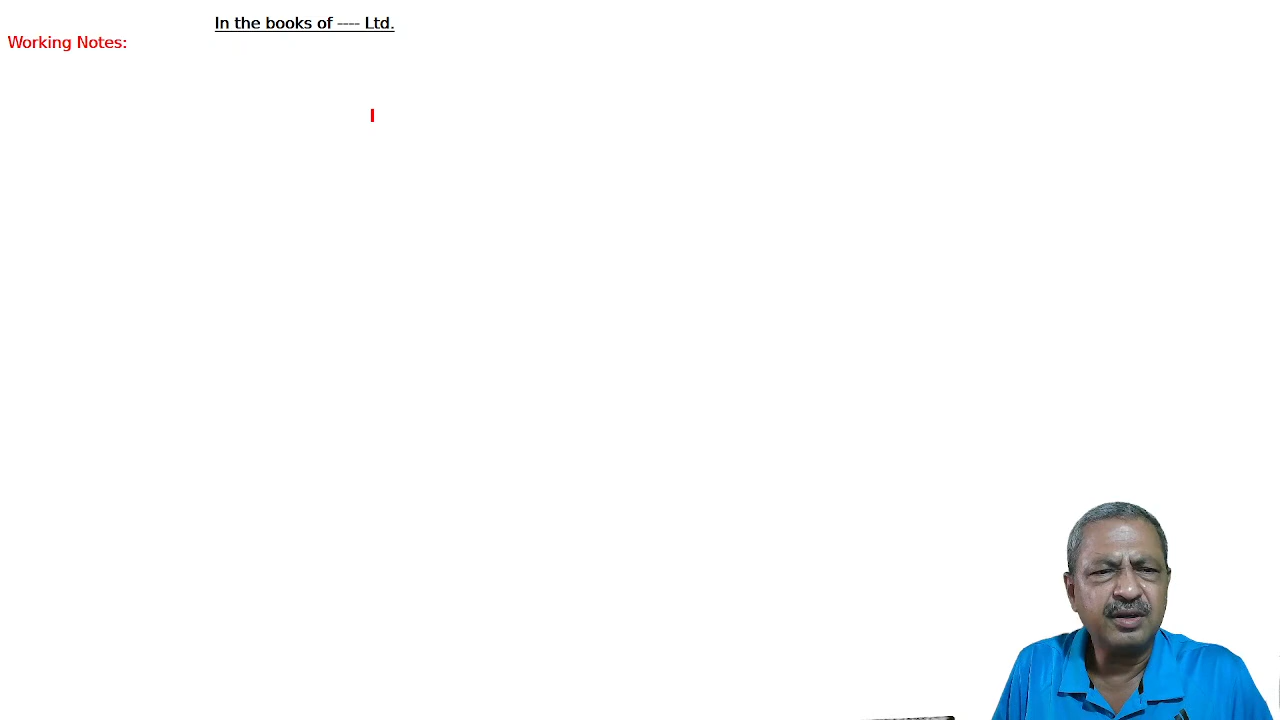 In the books of ---- Ltd.
Working Notes: